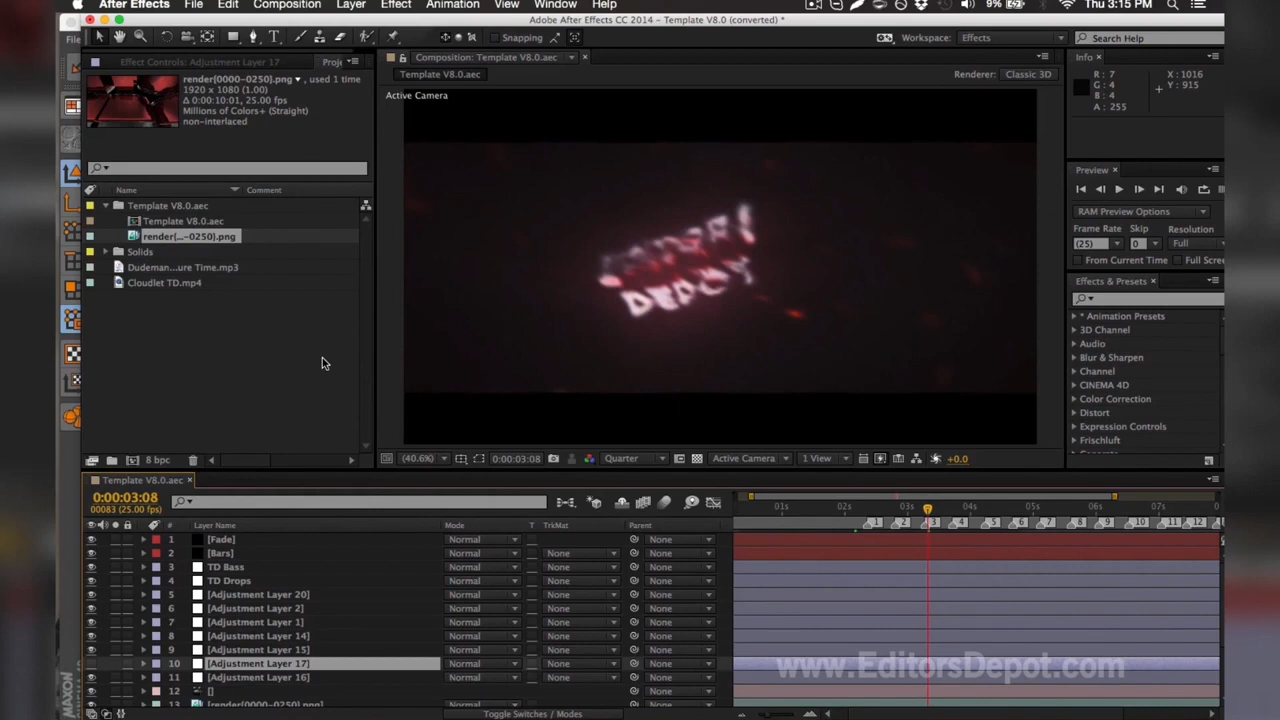 After Effects File Edit Composition Layer Effect Animation View Window Help
9% Thu 3:15 PM
Adobe After Effects CC 2014 - Template V8.0 (converted) *
File
Snapping
Workspace: Effects
Search Help
Effect Controls: Adjustment Layer 17
Proje
Composition: Template V8.0.aec
Info
render[0000-0250].png , used 1 time
1920 x 1080 (1.00)
Δ 0:00:10:01, 25.00 fps
Millions of Colors+ (Straight)
non-interlaced
Template V8.0.aec
Renderer: Classic 3D
Active Camera
R: 7
G: 4
B: 4
A: 255
X: 1016
Y: 915
Name
Comment
Template V8.0.aec
Template V8.0.aec
render[...-0250].png
Solids
Dudeman...ure Time.mp3
Cloudlet TD.mp4
Preview
RAM Preview Options
Frame Rate Skip Resolution
(25) 0 Full
From Current Time Full Scree
Effects & Presets
* Animation Presets
3D Channel
Audio
Blur & Sharpen
Channel
CINEMA 4D
Color Correction
Distort
Expression Controls
Frischluft
DEPOT
8 bpc
(40.6%) 0:00:03:08 Quarter Active Camera 1 View +0.0
Template V8.0.aec
0:00:03:08
00083 (25.00 fps)
01s 02s 03s 04s 05s 06s 07s 0
1 2 3 4 5 6 7 8 9 10 11 12
# Layer Name Mode T TrkMat Parent
1 [Fade] Normal None
2 [Bars] Normal None None
3 TD Bass Normal None None
4 TD Drops Normal None None
5 [Adjustment Layer 20] Normal None None
6 [Adjustment Layer 2] Normal None None
7 [Adjustment Layer 1] Normal None None
8 [Adjustment Layer 14] Normal None None
9 [Adjustment Layer 15] Normal None None
10 [Adjustment Layer 17] Normal None None
11 [Adjustment Layer 16] Normal None None
12 [] Normal None None
13 render[0000-0250].png]
www.EditorsDepot.com
Toggle Switches / Modes
MAXON